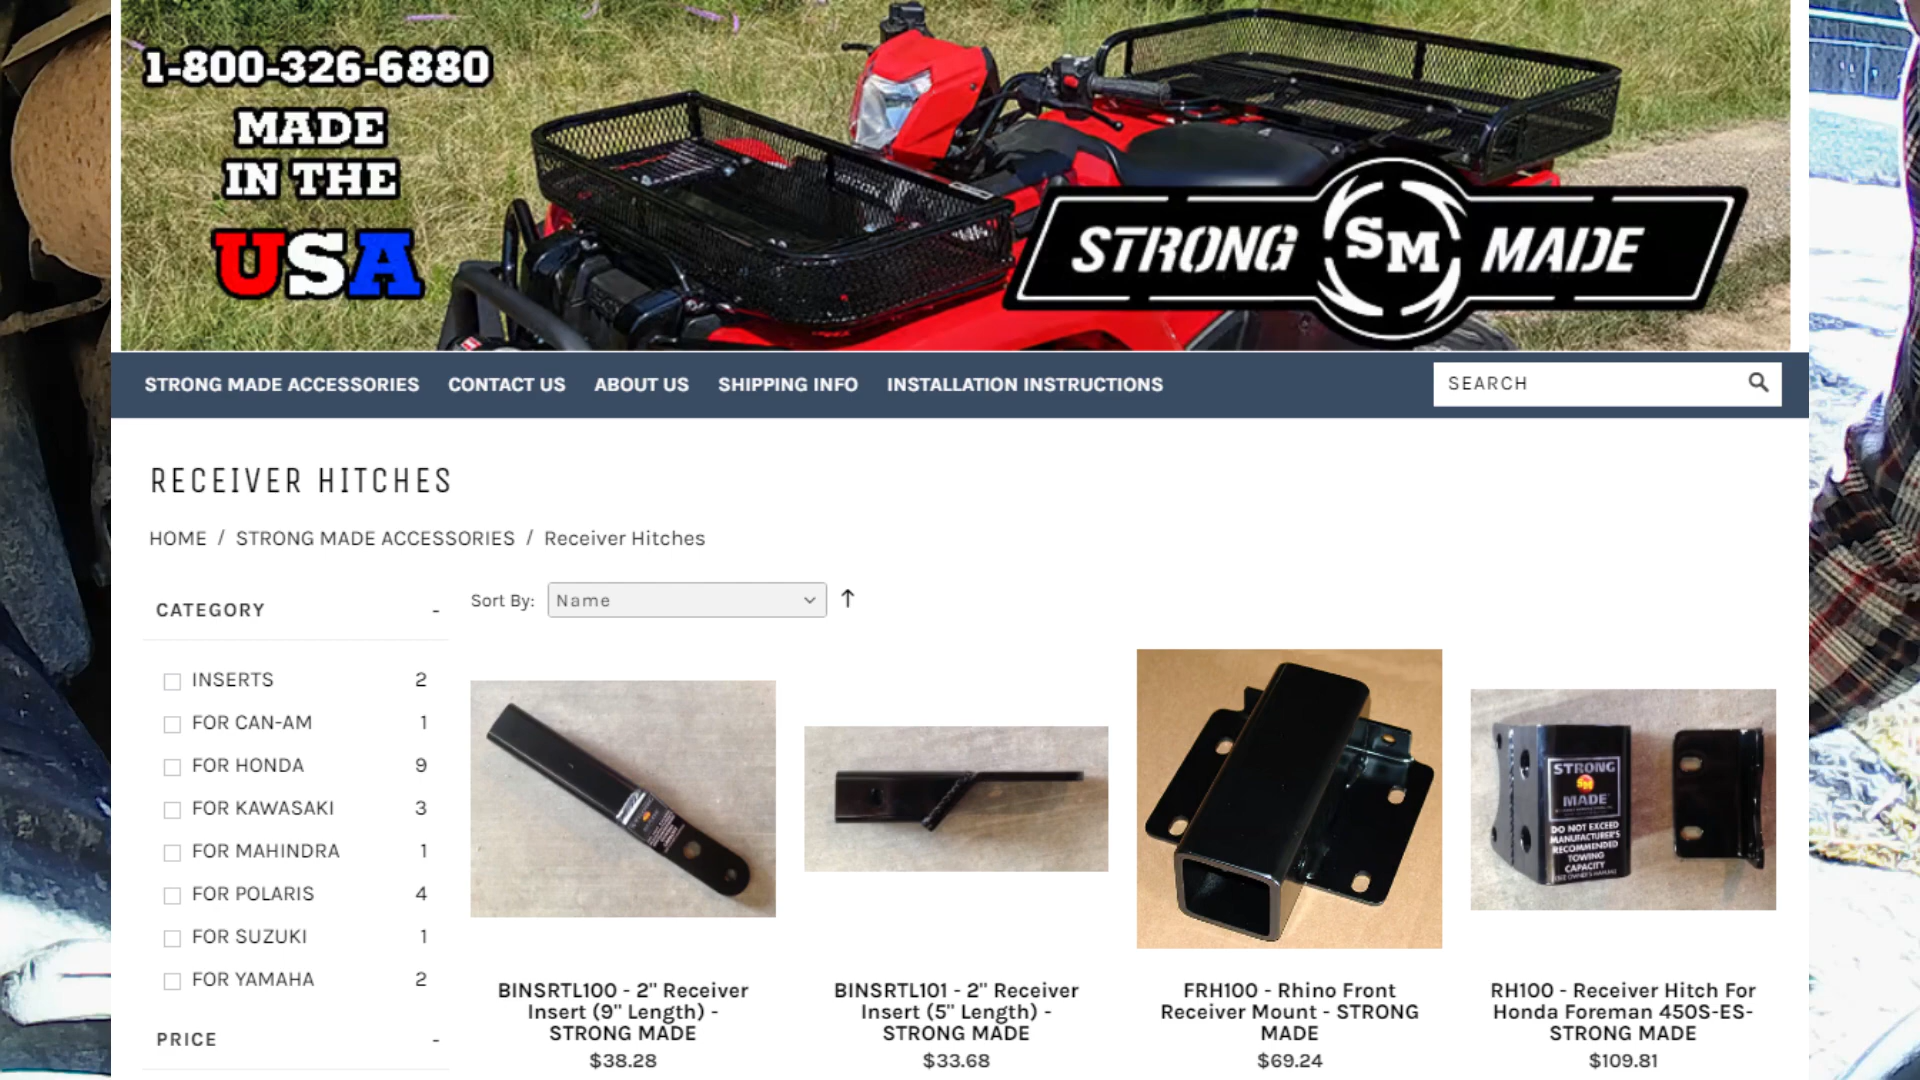 1-800-326-6880
MADE
IN THE
USA
STRONG SM MADE
STRONG MADE ACCESSORIES CONTACT US ABOUT US SHIPPING INFO INSTALLATION INSTRUCTIONS
SEARCH
RECEIVER HITCHES
HOME / STRONG MADE ACCESSORIES / Receiver Hitches
CATEGORY -
Sort By: Name ↑
INSERTS 2
FOR CAN-AM 1
FOR HONDA 9
FOR KAWASAKI 3
FOR MAHINDRA 1
FOR POLARIS 4
FOR SUZUKI 1
FOR YAMAHA 2
PRICE -
STRONG
SM
MADE
DO NOT EXCEED
MANUFACTURER'S
RECOMMENDED
TOWING
CAPACITY
BINSRTL100 - 2" Receiver
Insert (9" Length) -
STRONG MADE
$38.28
BINSRTL101 - 2" Receiver
Insert (5" Length) -
STRONG MADE
$33.68
FRH100 - Rhino Front
Receiver Mount - STRONG
MADE
$69.24
RH100 - Receiver Hitch For
Honda Foreman 450S-ES-
STRONG MADE
$109.81